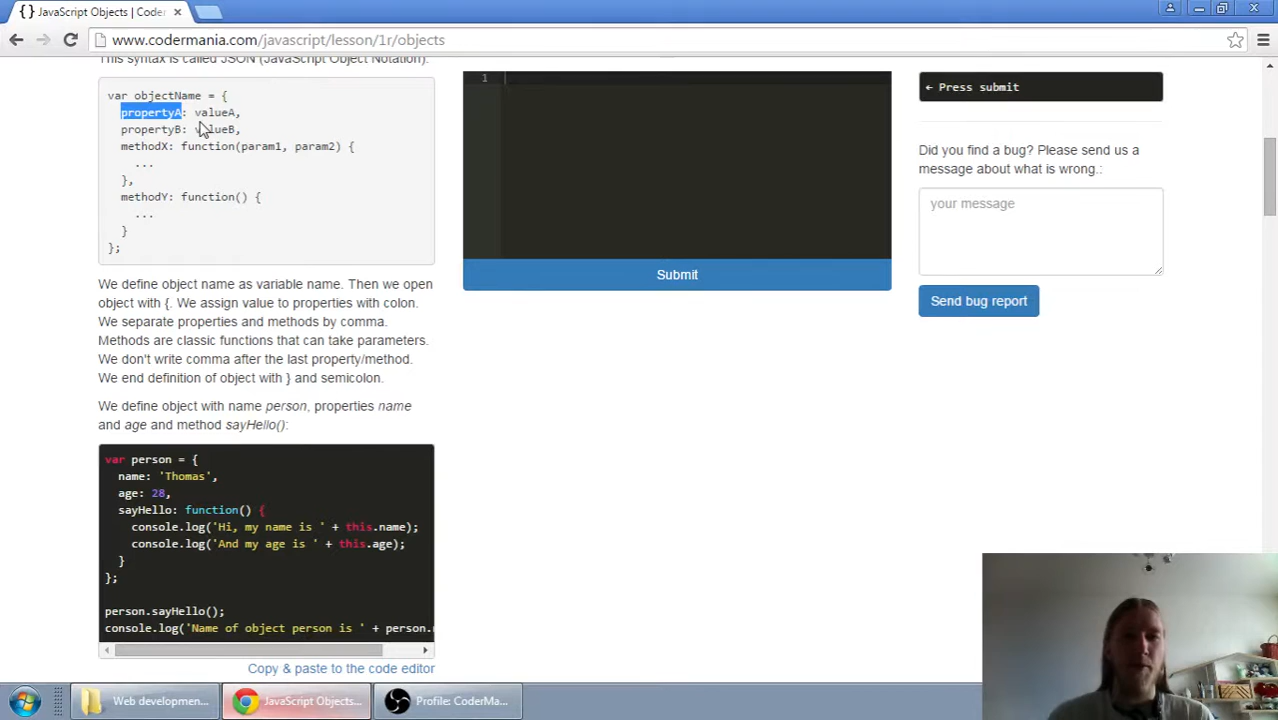 JavaScript Objects | Coder
www.codermania.com/javascript/lesson/1r/objects
This syntax is called JSON (JavaScript Object Notation).
var objectName = {
propertyA: valueA,
propertyB: valueB,
methodX: function(param1, param2) {
...
},
methodY: function() {
...
}
};
We define object name as variable name. Then we open
object with {. We assign value to properties with colon.
We separate properties and methods by comma.
Methods are classic functions that can take parameters.
We don't write comma after the last property/method.
We end definition of object with } and semicolon.
We define object with name person, properties name
and age and method sayHello():
var person = {
name: 'Thomas',
age: 28,
sayHello: function() {
console.log('Hi, my name is ' + this.name);
console.log('And my age is ' + this.age);
}
};
person.sayHello();
console.log('Name of object person is ' + person.
Copy & paste to the code editor
1
Submit
← Press submit
Did you find a bug? Please send us a
message about what is wrong.:
your message
Send bug report
Web developmen...
JavaScript Objects...
Profile: CoderMa...